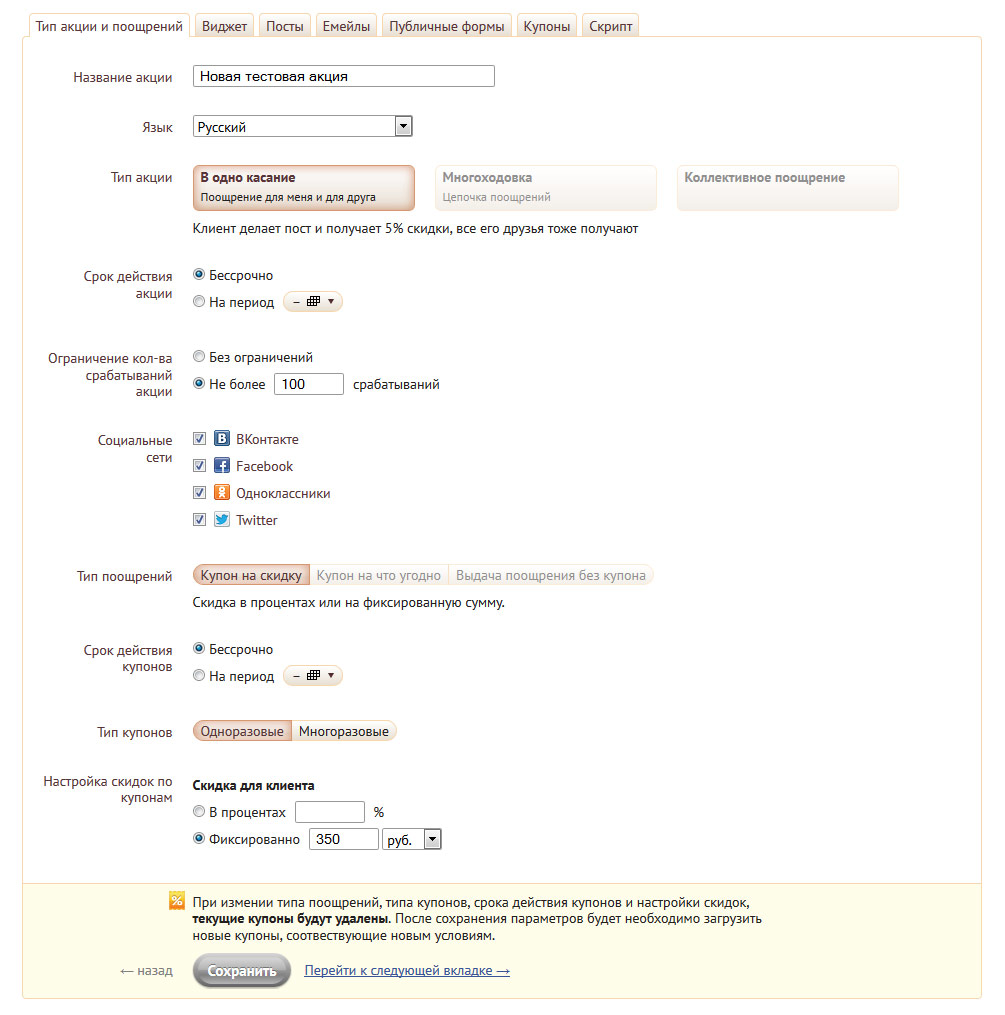 Тип акции и поощрений Виджет Посты Емейлы Публичные формы Купоны Скрипт
Название акции Новая тестовая акция
Язык Русский
Тип акции В одно касание Многоходовка Коллективное поощрение
Поощрение для меня и для друга Цепочка поощрений
Клиент делает пост и получает 5% скидки, все его друзья тоже получают
Срок действия Бессрочно
акции
На период –
Ограничение кол-ва Без ограничений
срабатываний
акции Не более 100 срабатываний
Социальные ВКонтакте
сети
Facebook
Одноклассники
Twitter
Тип поощрений Купон на скидку Купон на что угодно Выдача поощрения без купона
Скидка в процентах или на фиксированную сумму.
Срок действия Бессрочно
купонов
На период –
Тип купонов Одноразовые Многоразовые
Настройка скидок по Скидка для клиента
купонам
В процентах %
Фиксированно 350 руб.
% При измении типа поощрений, типа купонов, срока действия купонов и настройки скидок,
текущие купоны будут удалены. После сохранения параметров будет необходимо загрузить
новые купоны, соотвествующие новым условиям.
← назад Сохранить Перейти к следующей вкладке →